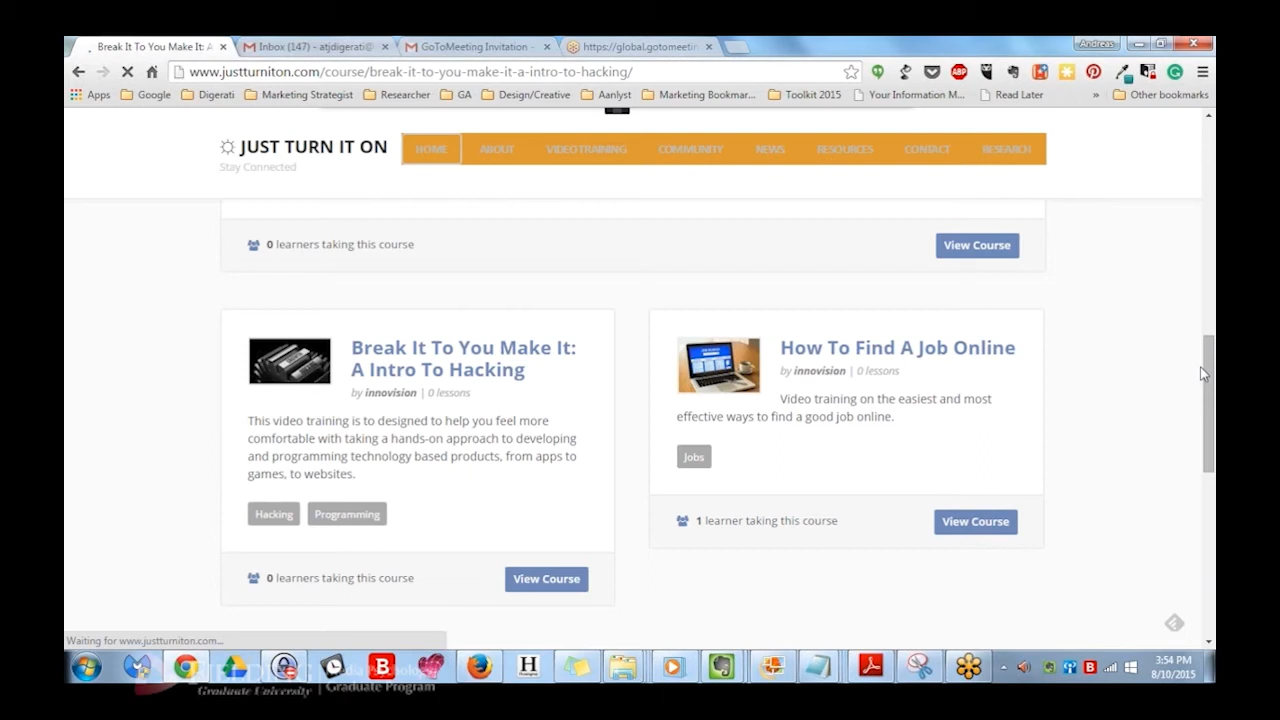 Break It To You Make It: A
Inbox (147) - atjdigerati@
GoToMeeting Invitation -
https://global.gotomeetin
Andreas
www.justturniton.com/course/break-it-to-you-make-it-a-intro-to-hacking/
Apps Google Digerati Marketing Strategist Researcher GA Design/Creative Aanlyst Marketing Bookmar... Toolkit 2015 Your Information M... Read Later » Other bookmarks
JUST TURN IT ON
Stay Connected
HOME ABOUT VIDEO TRAINING COMMUNITY NEWS RESOURCES CONTACT RESEARCH
0 learners taking this course
View Course
Break It To You Make It:
A Intro To Hacking
by innovision | 0 lessons
This video training is designed to help you feel more
comfortable with taking a hands-on approach to developing
and programming technology based products, from apps to
games, to websites.
Hacking Programming
0 learners taking this course
View Course
How To Find A Job Online
by innovision | 0 lessons
Video training on the easiest and most
effective ways to find a good job online.
Jobs
1 learner taking this course
View Course
Waiting for www.justturniton.com...
3:54 PM
8/10/2015
Graduate University | Graduate Program